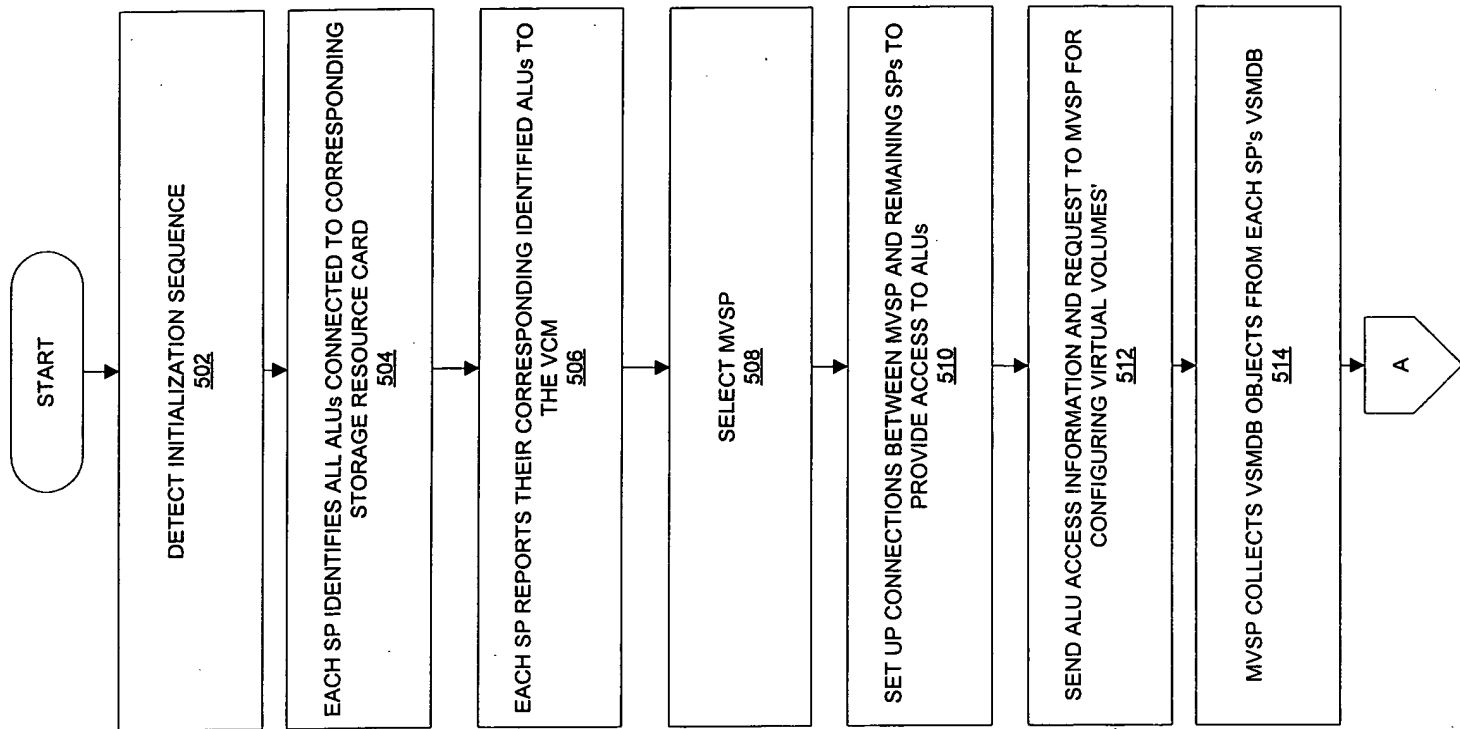 START
DETECT INITIALIZATION SEQUENCE
502
EACH SP IDENTIFIES ALL ALUs CONNECTED TO CORRESPONDING
STORAGE RESOURCE CARD
504
EACH SP REPORTS THEIR CORRESPONDING IDENTIFIED ALUs TO
THE VCM
506
SELECT MVSP
508
SET UP CONNECTIONS BETWEEN MVSP AND REMAINING SPs TO
PROVIDE ACCESS TO ALUs
510
SEND ALU ACCESS INFORMATION AND REQUEST TO MVSP FOR
CONFIGURING VIRTUAL VOLUMES'
512
MVSP COLLECTS VSMDB OBJECTS FROM EACH SP's VSMDB
514
A